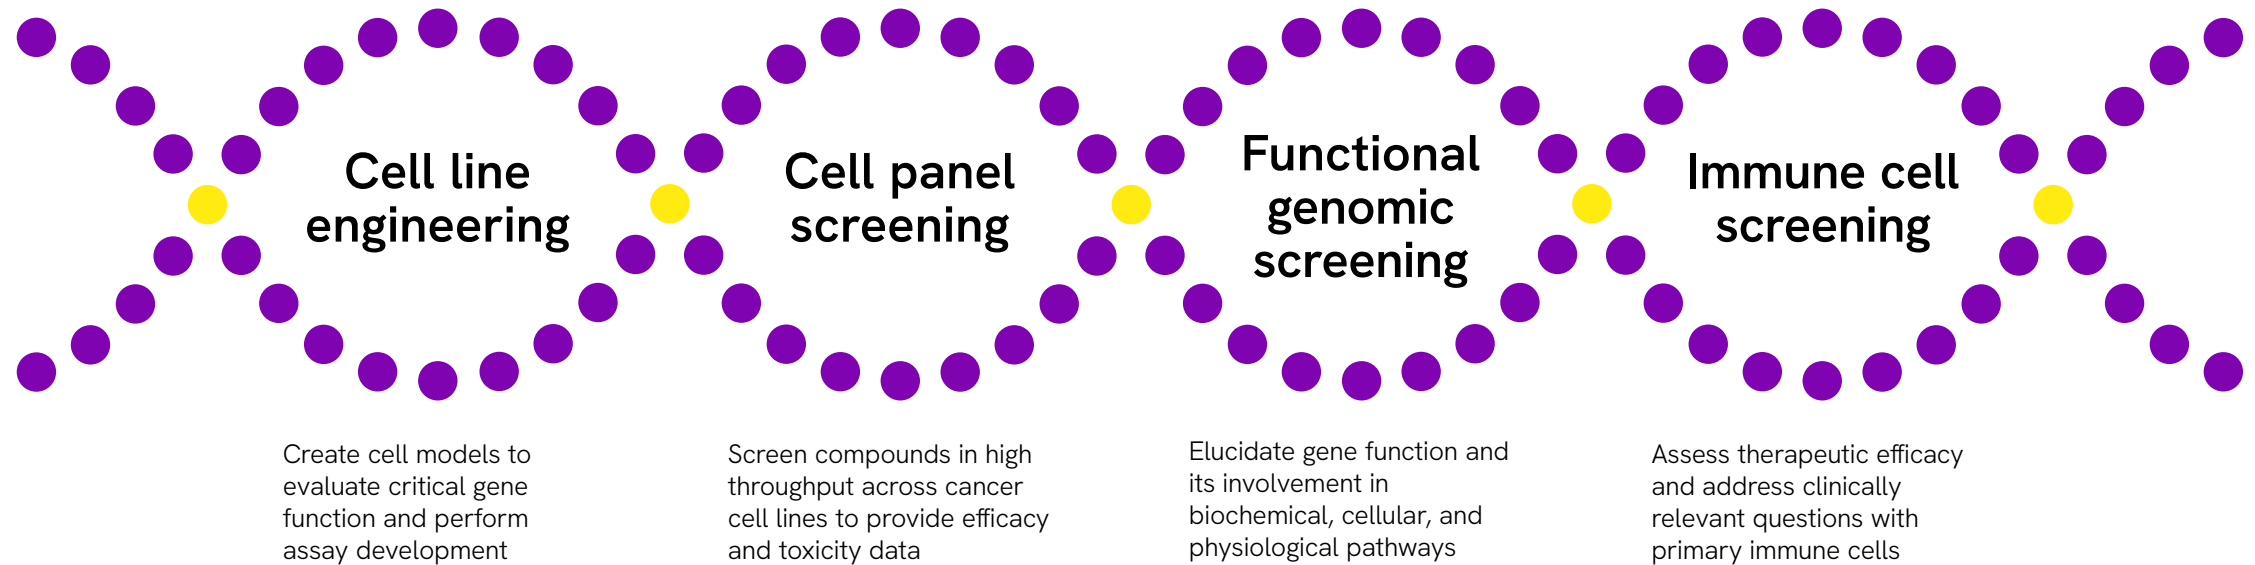 Cell line
engineering
Cell panel
screening
Functional
genomic
screening
Immune cell
screening
Create cell models to
evaluate critical gene
function and perform
assay development
Screen compounds in high
throughput across cancer
cell lines to provide efficacy
and toxicity data
Elucidate gene function and
its involvement in
biochemical, cellular, and
physiological pathways
Assess therapeutic efficacy
and address clinically
relevant questions with
primary immune cells